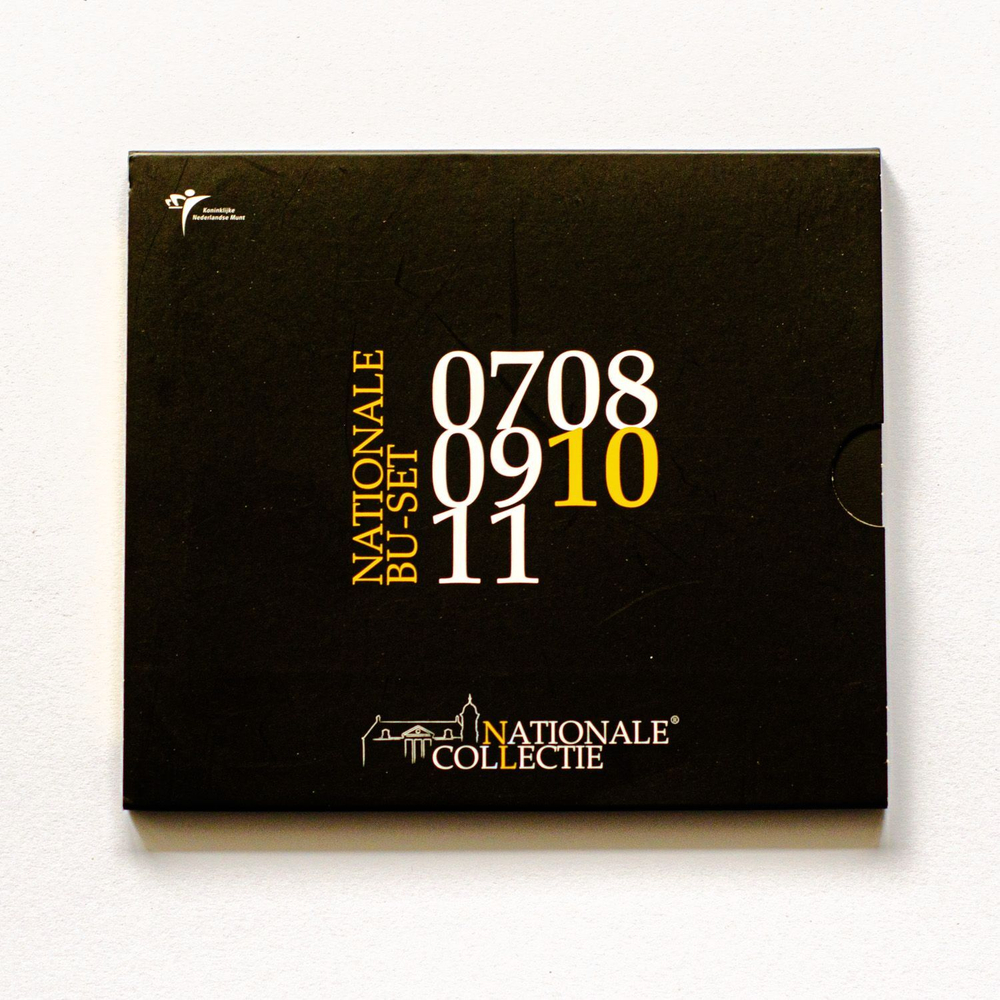 Koninklijke
Nederlandse Munt
NATIONALE
BU-SET
0708
0910
11
NATIONALE®
COLLECTIE